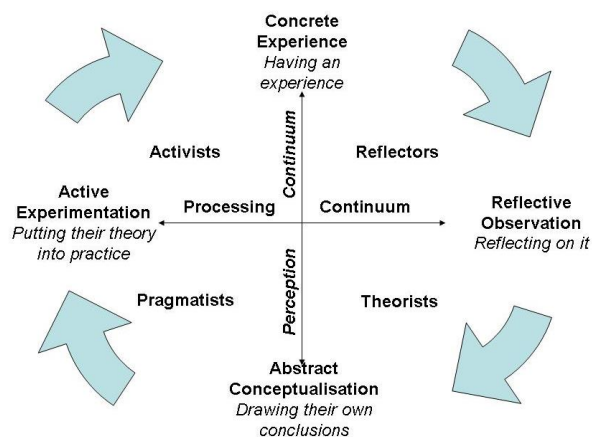 Concrete
Experience
Having an
experience
Continuum
Activists
Reflectors
Active
Experimentation
Putting their theory
into practice
Processing
Continuum
Reflective
Observation
Reflecting on it
Perception
Pragmatists
Theorists
Abstract
Conceptualisation
Drawing their own
conclusions